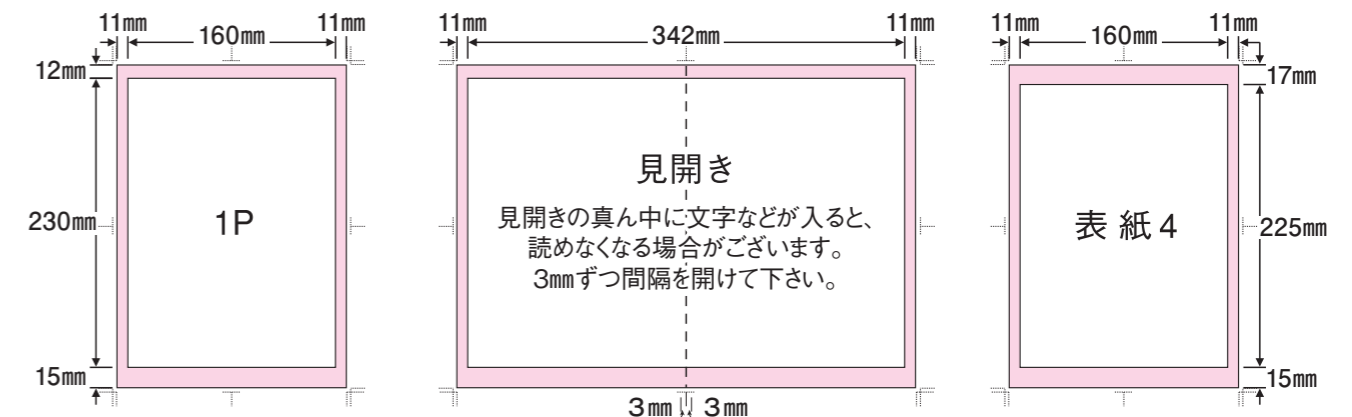 11㎜
160㎜
11㎜
12㎜
230㎜
1P
15㎜
11㎜
342㎜
11㎜
見開き
見開きの真ん中に文字などが入ると、
読めなくなる場合がございます。
3㎜ずつ間隔を開けて下さい。
3㎜ 3㎜
11㎜
160㎜
11㎜
17㎜
表紙4
225㎜
15㎜